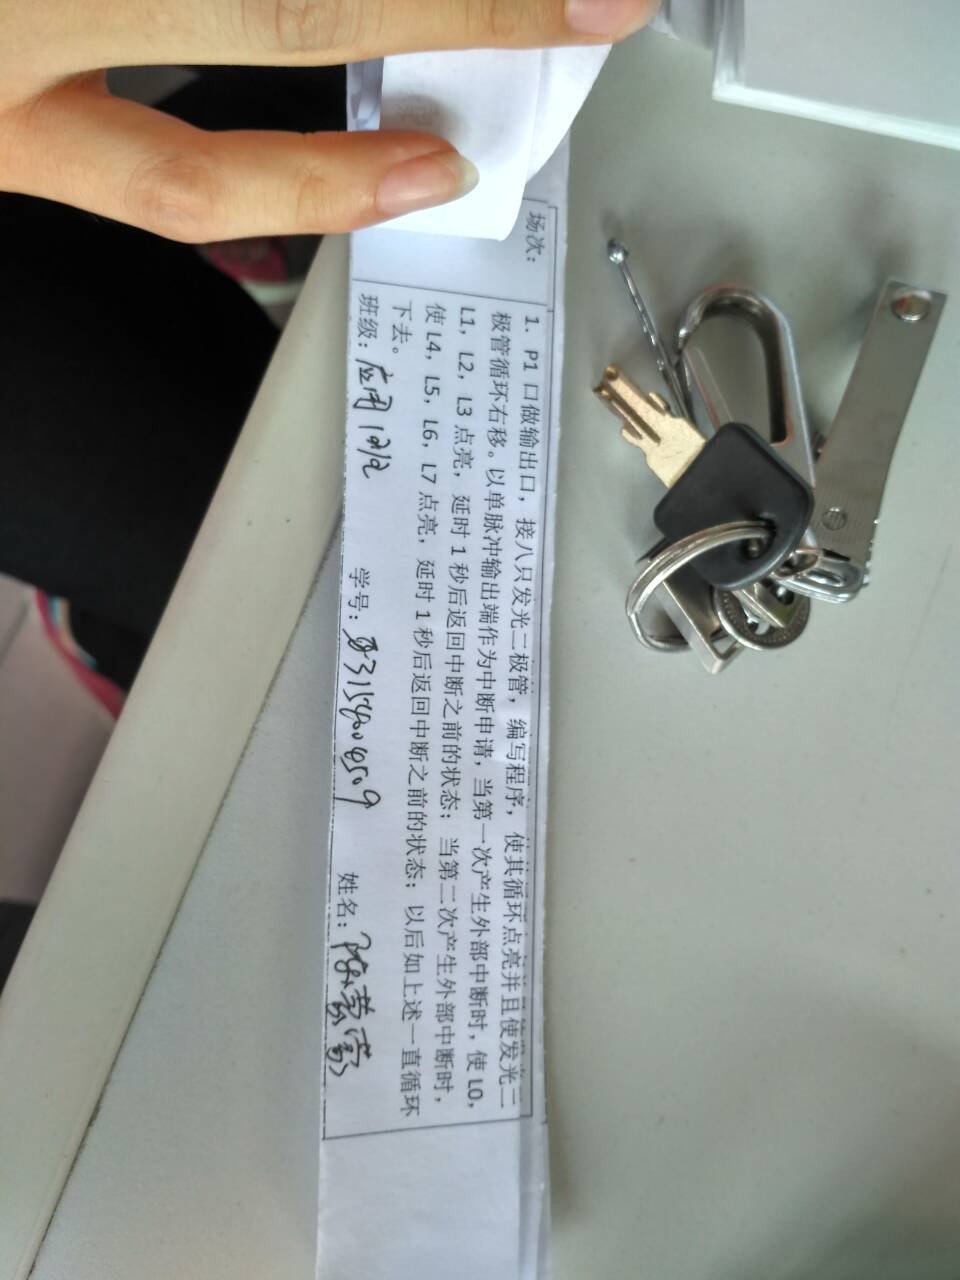 场次：
1. P1 口做输出口，接八只发光二极管，编写程序，使其循环点亮并且使发光二
极管循环右移。以单脉冲输出端作为中断申请，当第一次产生外部中断时，使 L0，
L1，L2，L3 点亮，延时 1 秒后返回中断之前的状态；当第二次产生外部中断时，
使 L4，L5，L6，L7 点亮，延时 1 秒后返回中断之前的状态；以后如上述一直循环
下去。
班级：应用 学号： 姓名：陈